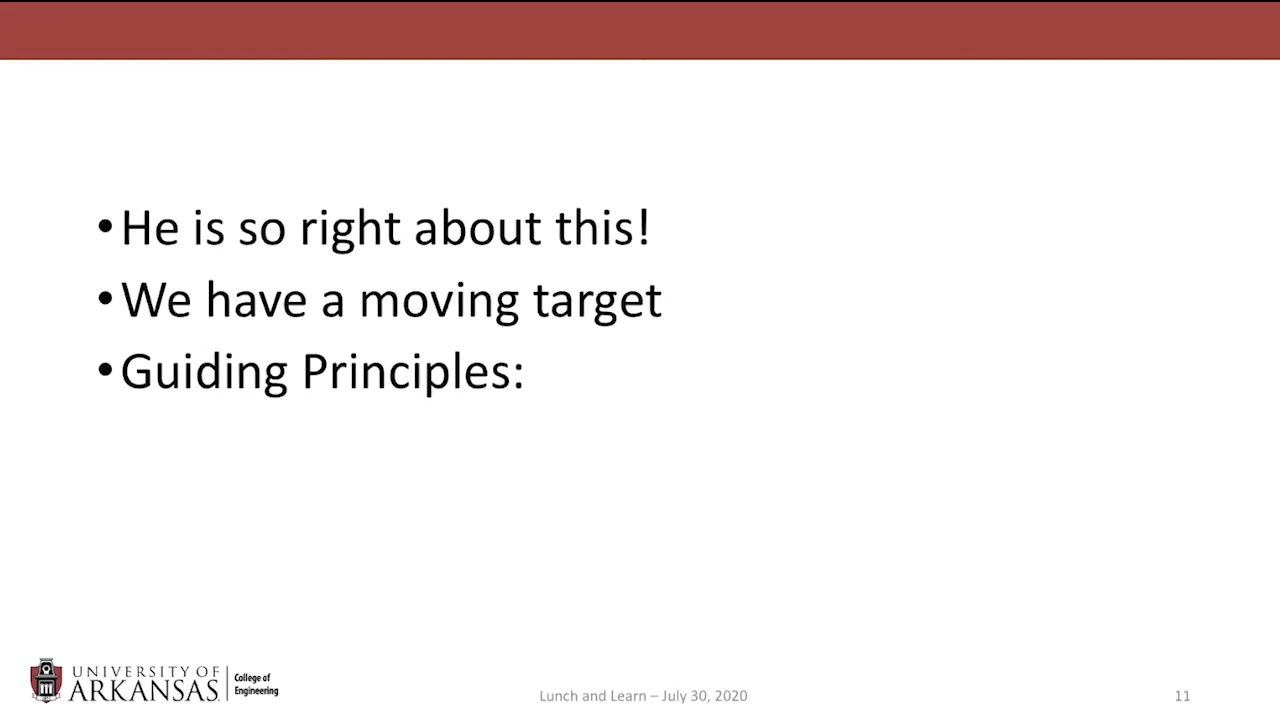 •He is so right about this!
•We have a moving target
•Guiding Principles:
UNIVERSITY OF
ARKANSAS.
College of
Engineering
Lunch and Learn – July 30, 2020
11